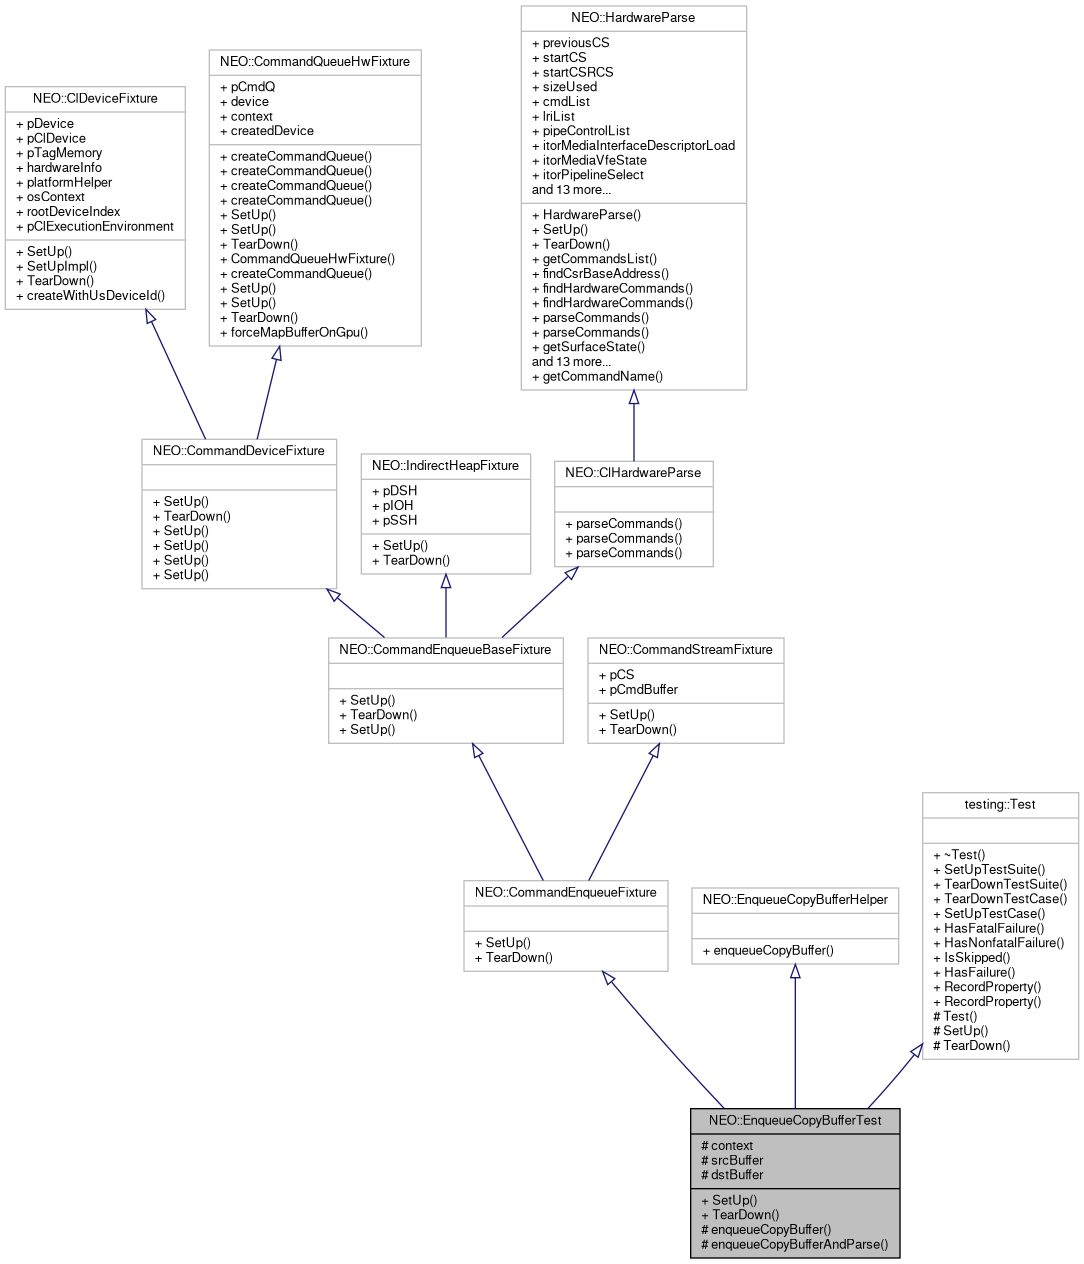 NEO::HardwareParse
+ previousCS
+ startCS
+ startCSRCS
+ sizeUsed
+ cmdList
+ lriList
+ pipeControlList
+ itorMediaInterfaceDescriptorLoad
+ itorMediaVfeState
+ itorPipelineSelect
and 13 more...
+ HardwareParse()
+ SetUp()
+ TearDown()
+ getCommandsList()
+ findCsrBaseAddress()
+ findHardwareCommands()
+ findHardwareCommands()
+ parseCommands()
+ parseCommands()
+ getSurfaceState()
and 13 more...
+ getCommandName()
NEO::CommandQueueHwFixture
+ pCmdQ
+ device
+ context
+ createdDevice
+ createCommandQueue()
+ createCommandQueue()
+ createCommandQueue()
+ createCommandQueue()
+ SetUp()
+ SetUp()
+ TearDown()
+ CommandQueueHwFixture()
+ createCommandQueue()
+ SetUp()
+ SetUp()
+ TearDown()
+ forceMapBufferOnGpu()
NEO::ClDeviceFixture
+ pDevice
+ pClDevice
+ pTagMemory
+ hardwareInfo
+ platformHelper
+ osContext
+ rootDeviceIndex
+ pClExecutionEnvironment
+ SetUp()
+ SetUpImpl()
+ TearDown()
+ createWithUsDeviceId()
NEO::CommandDeviceFixture
+ SetUp()
+ TearDown()
+ SetUp()
+ SetUp()
+ SetUp()
+ SetUp()
NEO::IndirectHeapFixture
+ pDSH
+ pIOH
+ pSSH
+ SetUp()
+ TearDown()
NEO::ClHardwareParse
+ parseCommands()
+ parseCommands()
+ parseCommands()
NEO::CommandEnqueueBaseFixture
+ SetUp()
+ TearDown()
+ SetUp()
NEO::CommandStreamFixture
+ pCS
+ pCmdBuffer
+ SetUp()
+ TearDown()
testing::Test
+ ~Test()
+ SetUpTestSuite()
+ TearDownTestSuite()
+ TearDownTestCase()
+ SetUpTestCase()
+ HasFatalFailure()
+ HasNonfatalFailure()
+ IsSkipped()
+ HasFailure()
+ RecordProperty()
+ RecordProperty()
# Test()
# SetUp()
# TearDown()
NEO::CommandEnqueueFixture
+ SetUp()
+ TearDown()
NEO::EnqueueCopyBufferHelper
+ enqueueCopyBuffer()
NEO::EnqueueCopyBufferTest
# context
# srcBuffer
# dstBuffer
+ SetUp()
+ TearDown()
# enqueueCopyBuffer()
# enqueueCopyBufferAndParse()